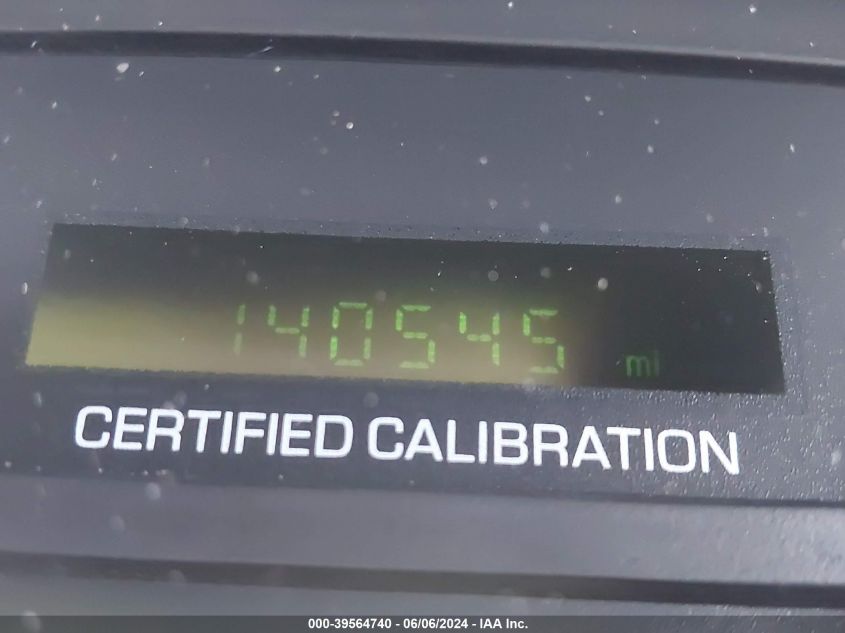 140545 mi
CERTIFIED CALIBRATION
000-39564740 - 06/06/2024 - IAA Inc.